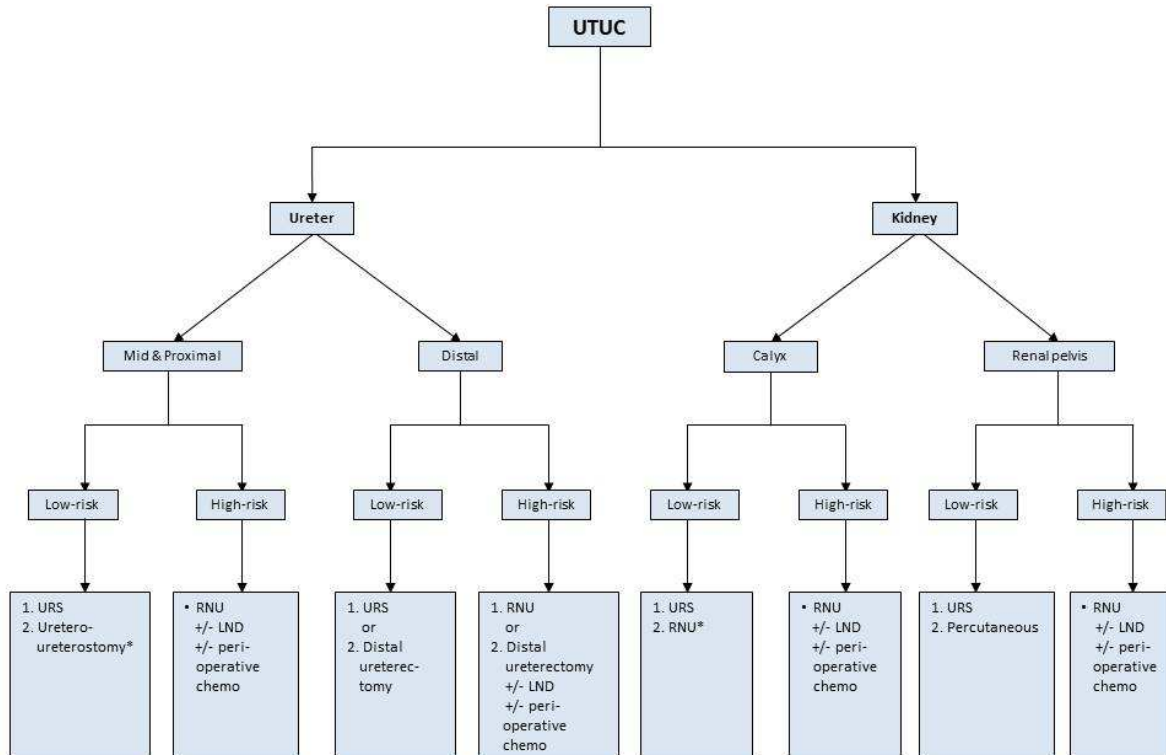 UTUC
Ureter
Kidney
Mid & Proximal
Distal
Calyx
Renal pelvis
Low-risk
High-risk
Low-risk
High-risk
Low-risk
High-risk
Low-risk
High-risk
1. URS
2. Uretero-
ureterostomy*
• RNU
+/- LND
+/- peri-
operative
chemo
1. URS
or
2. Distal
ureterec-
tomy
1. RNU
or
2. Distal
ureterectomy
+/- LND
+/- peri-
operative
chemo
1. URS
2. RNU*
• RNU
+/- LND
+/- peri-
operative
chemo
1. URS
2. Percutaneous
• RNU
+/- LND
+/- peri-
operative
chemo